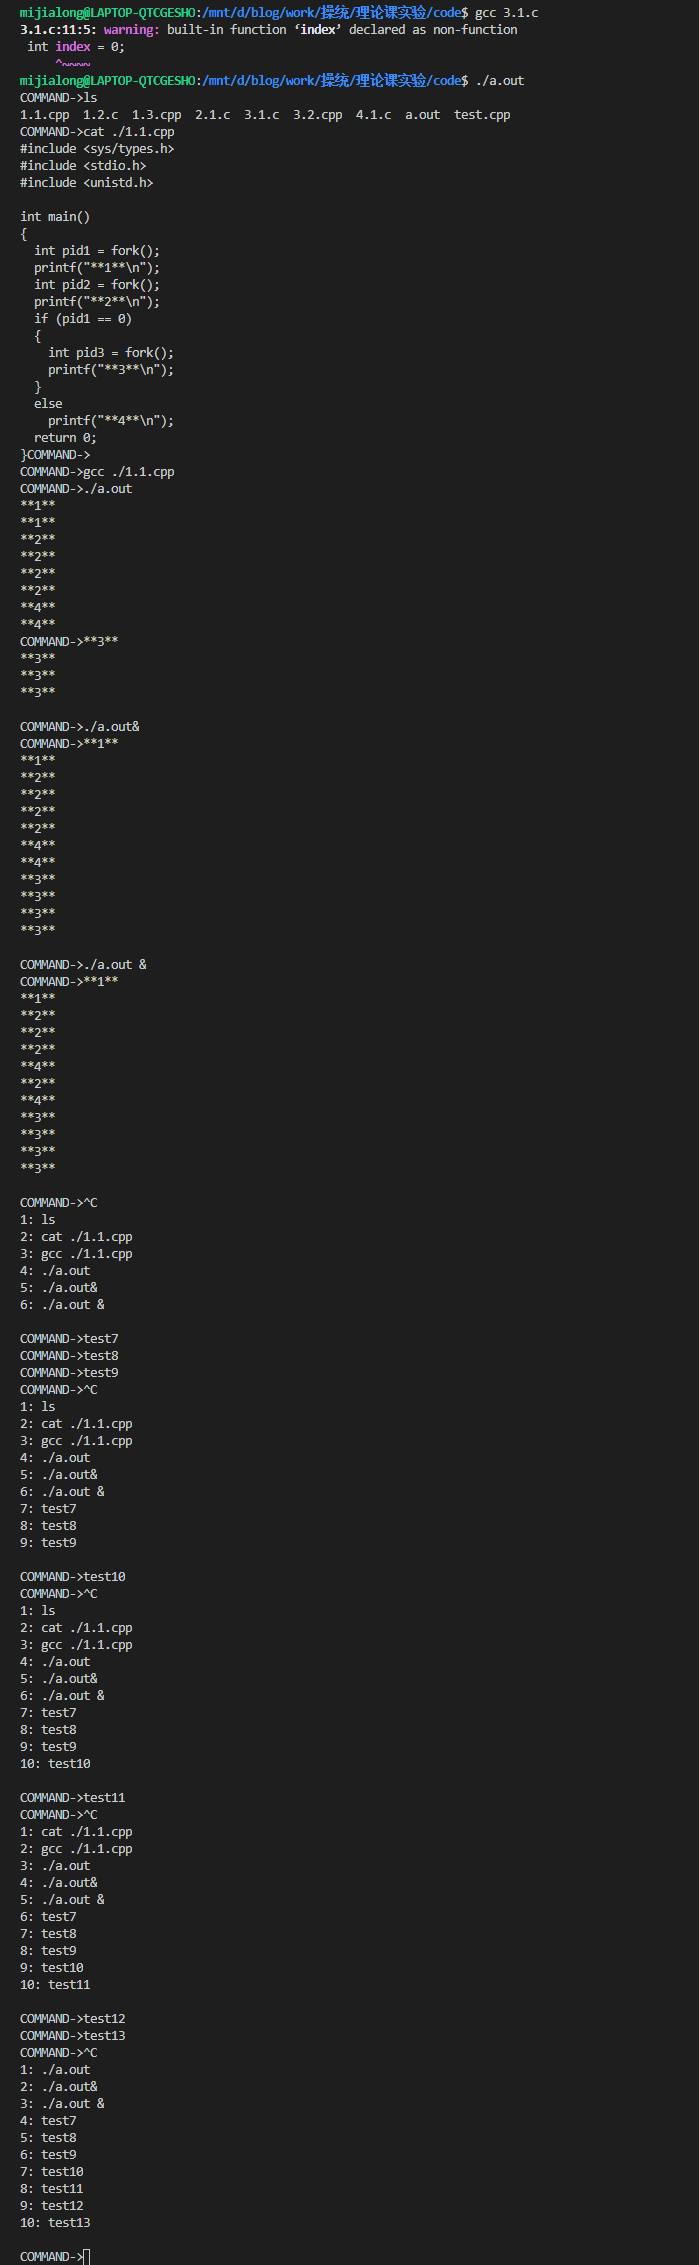 mijialong@LAPTOP-QTCGESHO:/mnt/d/blog/work/操统/理论课实验/code$ gcc 3.1.c
3.1.c:11:5: warning: built-in function ‘index’ declared as non-function
 int index = 0;
     ^~~~~
mijialong@LAPTOP-QTCGESHO:/mnt/d/blog/work/操统/理论课实验/code$ ./a.out
COMMAND->ls
1.1.cpp  1.2.c  1.3.cpp  2.1.c  3.1.c  3.2.cpp  4.1.c  a.out  test.cpp
COMMAND->cat ./1.1.cpp
#include <sys/types.h>
#include <stdio.h>
#include <unistd.h>

int main()
{
  int pid1 = fork();
  printf("**1**\n");
  int pid2 = fork();
  printf("**2**\n");
  if (pid1 == 0)
  {
    int pid3 = fork();
    printf("**3**\n");
  }
  else
    printf("**4**\n");
  return 0;
}COMMAND->
COMMAND->gcc ./1.1.cpp
COMMAND->./a.out
**1**
**1**
**2**
**2**
**2**
**2**
**4**
**4**
COMMAND->**3**
**3**
**3**
**3**

COMMAND->./a.out&
COMMAND->**1**
**1**
**2**
**2**
**2**
**2**
**4**
**4**
**3**
**3**
**3**
**3**

COMMAND->./a.out &
COMMAND->**1**
**1**
**2**
**2**
**2**
**4**
**2**
**4**
**3**
**3**
**3**
**3**

COMMAND->^C
1: ls
2: cat ./1.1.cpp
3: gcc ./1.1.cpp
4: ./a.out
5: ./a.out&
6: ./a.out &

COMMAND->test7
COMMAND->test8
COMMAND->test9
COMMAND->^C
1: ls
2: cat ./1.1.cpp
3: gcc ./1.1.cpp
4: ./a.out
5: ./a.out&
6: ./a.out &
7: test7
8: test8
9: test9

COMMAND->test10
COMMAND->^C
1: ls
2: cat ./1.1.cpp
3: gcc ./1.1.cpp
4: ./a.out
5: ./a.out&
6: ./a.out &
7: test7
8: test8
9: test9
10: test10

COMMAND->test11
COMMAND->^C
1: cat ./1.1.cpp
2: gcc ./1.1.cpp
3: ./a.out
4: ./a.out&
5: ./a.out &
6: test7
7: test8
8: test9
9: test10
10: test11

COMMAND->test12
COMMAND->test13
COMMAND->^C
1: ./a.out
2: ./a.out&
3: ./a.out &
4: test7
5: test8
6: test9
7: test10
8: test11
9: test12
10: test13

COMMAND->